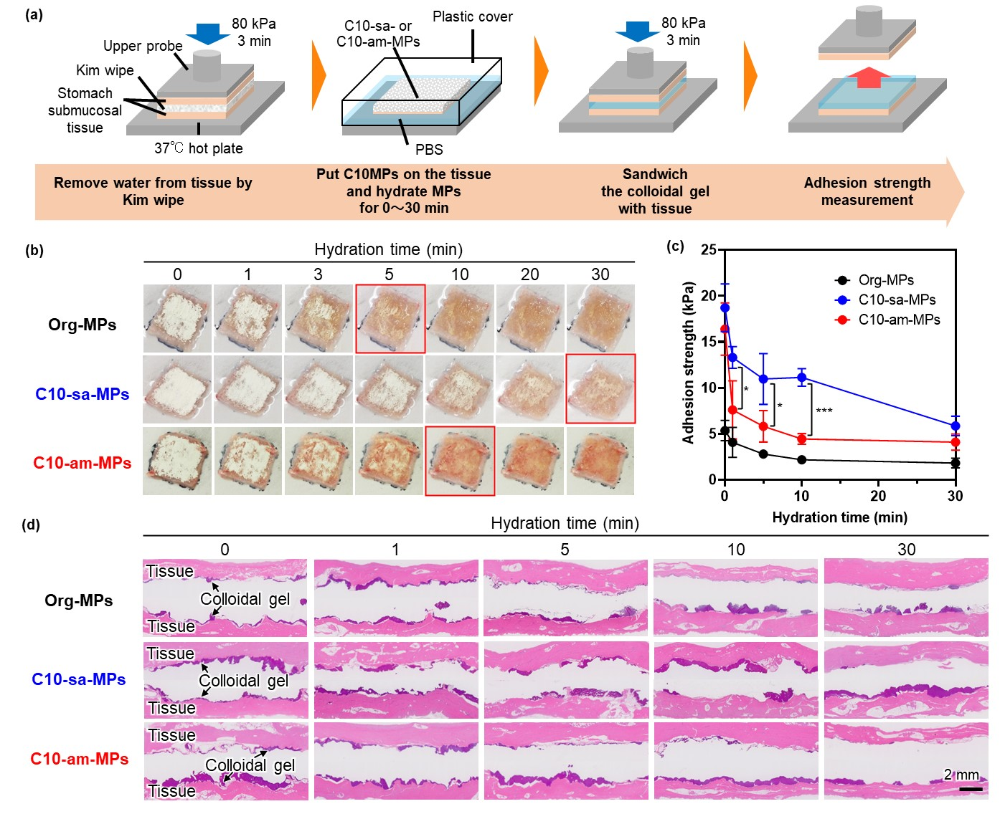 (a)
80 kPa
3 min
Upper probe
Kim wipe
Stomach
submucosal
tissue
37℃ hot plate
C10-sa- or
C10-am-MPs
Plastic cover
PBS
80 kPa
3 min
Remove water from tissue by
Kim wipe
Put C10MPs on the tissue
and hydrate MPs
for 0～30 min
Sandwich
the colloidal gel
with tissue
Adhesion strength
measurement
(b)
Hydration time (min)
0 1 3 5 10 20 30
Org-MPs
C10-sa-MPs
C10-am-MPs
(c)
Adhesion strength (kPa)
25
20
15
10
5
0
Org-MPs
C10-sa-MPs
C10-am-MPs
*
*
***
0 10 20 30
Hydration time (min)
(d)
Hydration time (min)
0 1 5 10 30
Org-MPs
Tissue
Colloidal gel
Tissue
C10-sa-MPs
Tissue
Colloidal gel
Tissue
C10-am-MPs
Tissue
Colloidal gel
Tissue
2 mm